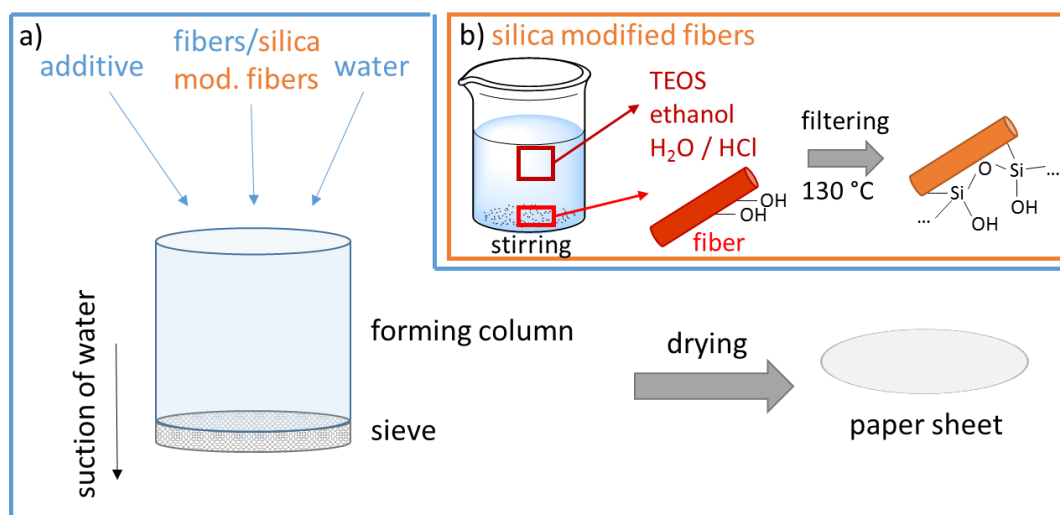 a)
additive
fibers/silica
mod. fibers
water
suction of water
forming column
sieve
drying
paper sheet
b) silica modified fibers
TEOS
ethanol
H₂O / HCl
stirring
OH
OH
fiber
filtering
130 °C
O
Si
...
Si
OH
...
OH